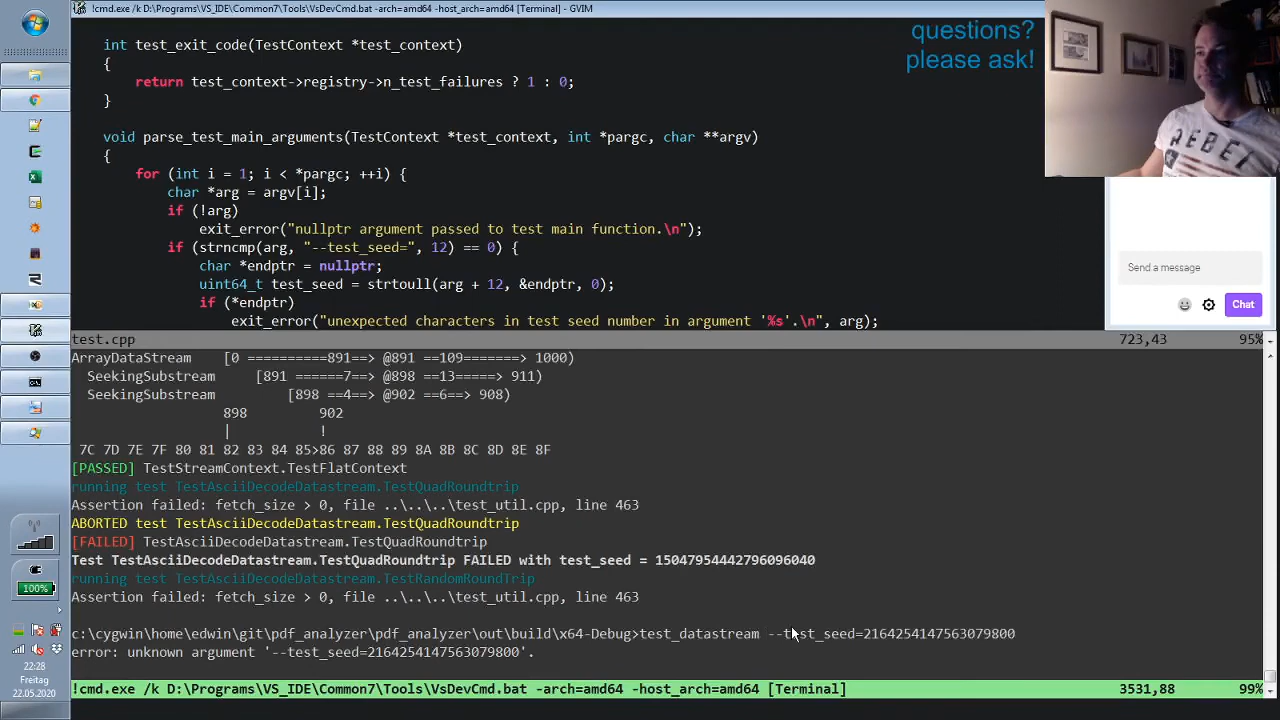 !cmd.exe /k D:\Programs\VS_IDE\Common7\Tools\VsDevCmd.bat -arch=amd64 -host_arch=amd64 [Terminal] - GVIM
questions?
please ask!
int test_exit_code(TestContext *test_context)
{
return test_context->registry->n_test_failures ? 1 : 0;
}
void parse_test_main_arguments(TestContext *test_context, int *pargc, char **argv)
{
for (int i = 1; i < *pargc; ++i) {
char *arg = argv[i];
if (!arg)
exit_error("nullptr argument passed to test main function.\n");
if (strncmp(arg, "--test_seed=", 12) == 0) {
char *endptr = nullptr;
uint64_t test_seed = strtoull(arg + 12, &endptr, 0);
if (*endptr)
exit_error("unexpected characters in test seed number in argument '%s'.\n", arg);
REBEL
Send a message
Chat
test.cpp 723,43 95%
ArrayDataStream [0 ==========891==> @891 ==109=======> 1000)
SeekingSubstream [891 ======7==> @898 ==13=====> 911)
SeekingSubstream [898 ==4==> @902 ==6==> 908)
898 902
| !
7C 7D 7E 7F 80 81 82 83 84 85>86 87 88 89 8A 8B 8C 8D 8E 8F
[PASSED] TestStreamContext.TestFlatContext
running test TestAsciiDecodeDatastream.TestQuadRoundtrip
Assertion failed: fetch_size > 0, file ..\..\..\test_util.cpp, line 463
ABORTED test TestAsciiDecodeDatastream.TestQuadRoundtrip
[FAILED] TestAsciiDecodeDatastream.TestQuadRoundtrip
Test TestAsciiDecodeDatastream.TestQuadRoundtrip FAILED with test_seed = 15047954442796096040
running test TestAsciiDecodeDatastream.TestRandomRoundTrip
Assertion failed: fetch_size > 0, file ..\..\..\test_util.cpp, line 463
c:\cygwin\home\edwin\git\pdf_analyzer\pdf_analyzer\out\build\x64-Debug>test_datastream --test_seed=2164254147563079800
error: unknown argument '--test_seed=2164254147563079800'.
!cmd.exe /k D:\Programs\VS_IDE\Common7\Tools\VsDevCmd.bat -arch=amd64 -host_arch=amd64 [Terminal] 3531,88 99%
100%
22:28
Freitag
22.05.2020